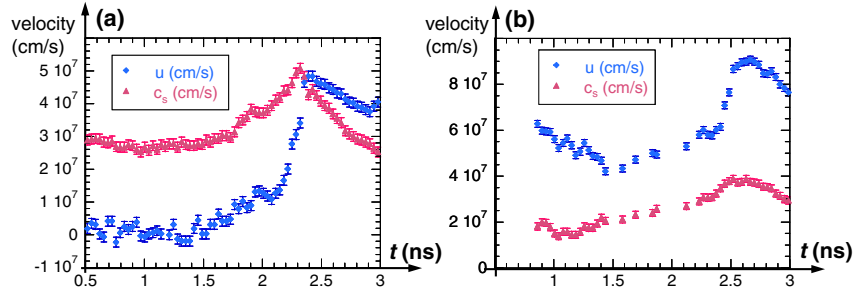 velocity
(cm/s)
(a)
u (cm/s)
c_s (cm/s)
5 10^7
4 10^7
3 10^7
2 10^7
1 10^7
0
-1 10^7
0.5 1 1.5 2 2.5 3
t (ns)
velocity
(cm/s)
(b)
u (cm/s)
c_s (cm/s)
8 10^7
6 10^7
4 10^7
2 10^7
0
1 1.5 2 2.5 3
t (ns)